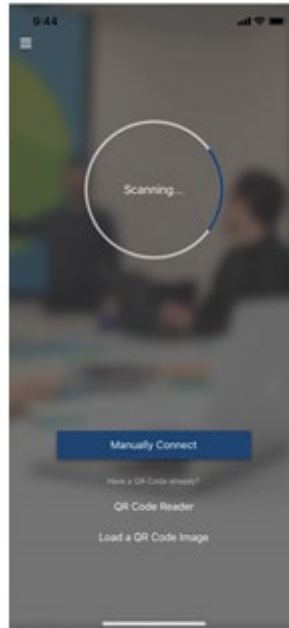 9:44
Scanning...
Manually Connect
Have a QR Code already?
QR Code Reader
Load a QR Code Image